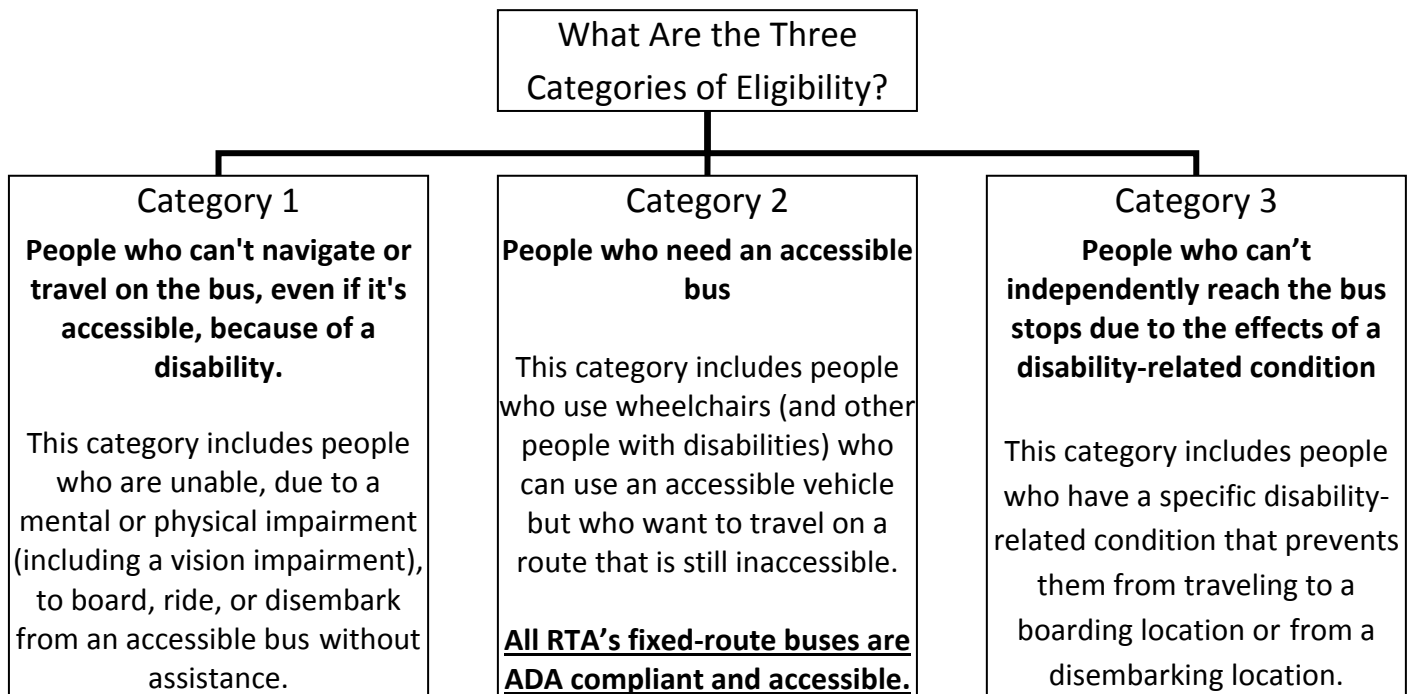 What Are the Three
Categories of Eligibility?
Category 1
People who can't navigate or
travel on the bus, even if it's
accessible, because of a
disability.
This category includes people
who are unable, due to a
mental or physical impairment
(including a vision impairment),
to board, ride, or disembark
from an accessible bus without
assistance.
Category 2
People who need an accessible
bus
This category includes people
who use wheelchairs (and other
people with disabilities) who
can use an accessible vehicle
but who want to travel on a
route that is still inaccessible.
All RTA’s fixed-route buses are
ADA compliant and accessible.
Category 3
People who can’t
independently reach the bus
stops due to the effects of a
disability-related condition
This category includes people
who have a specific disability-
related condition that prevents
them from traveling to a
boarding location or from a
disembarking location.